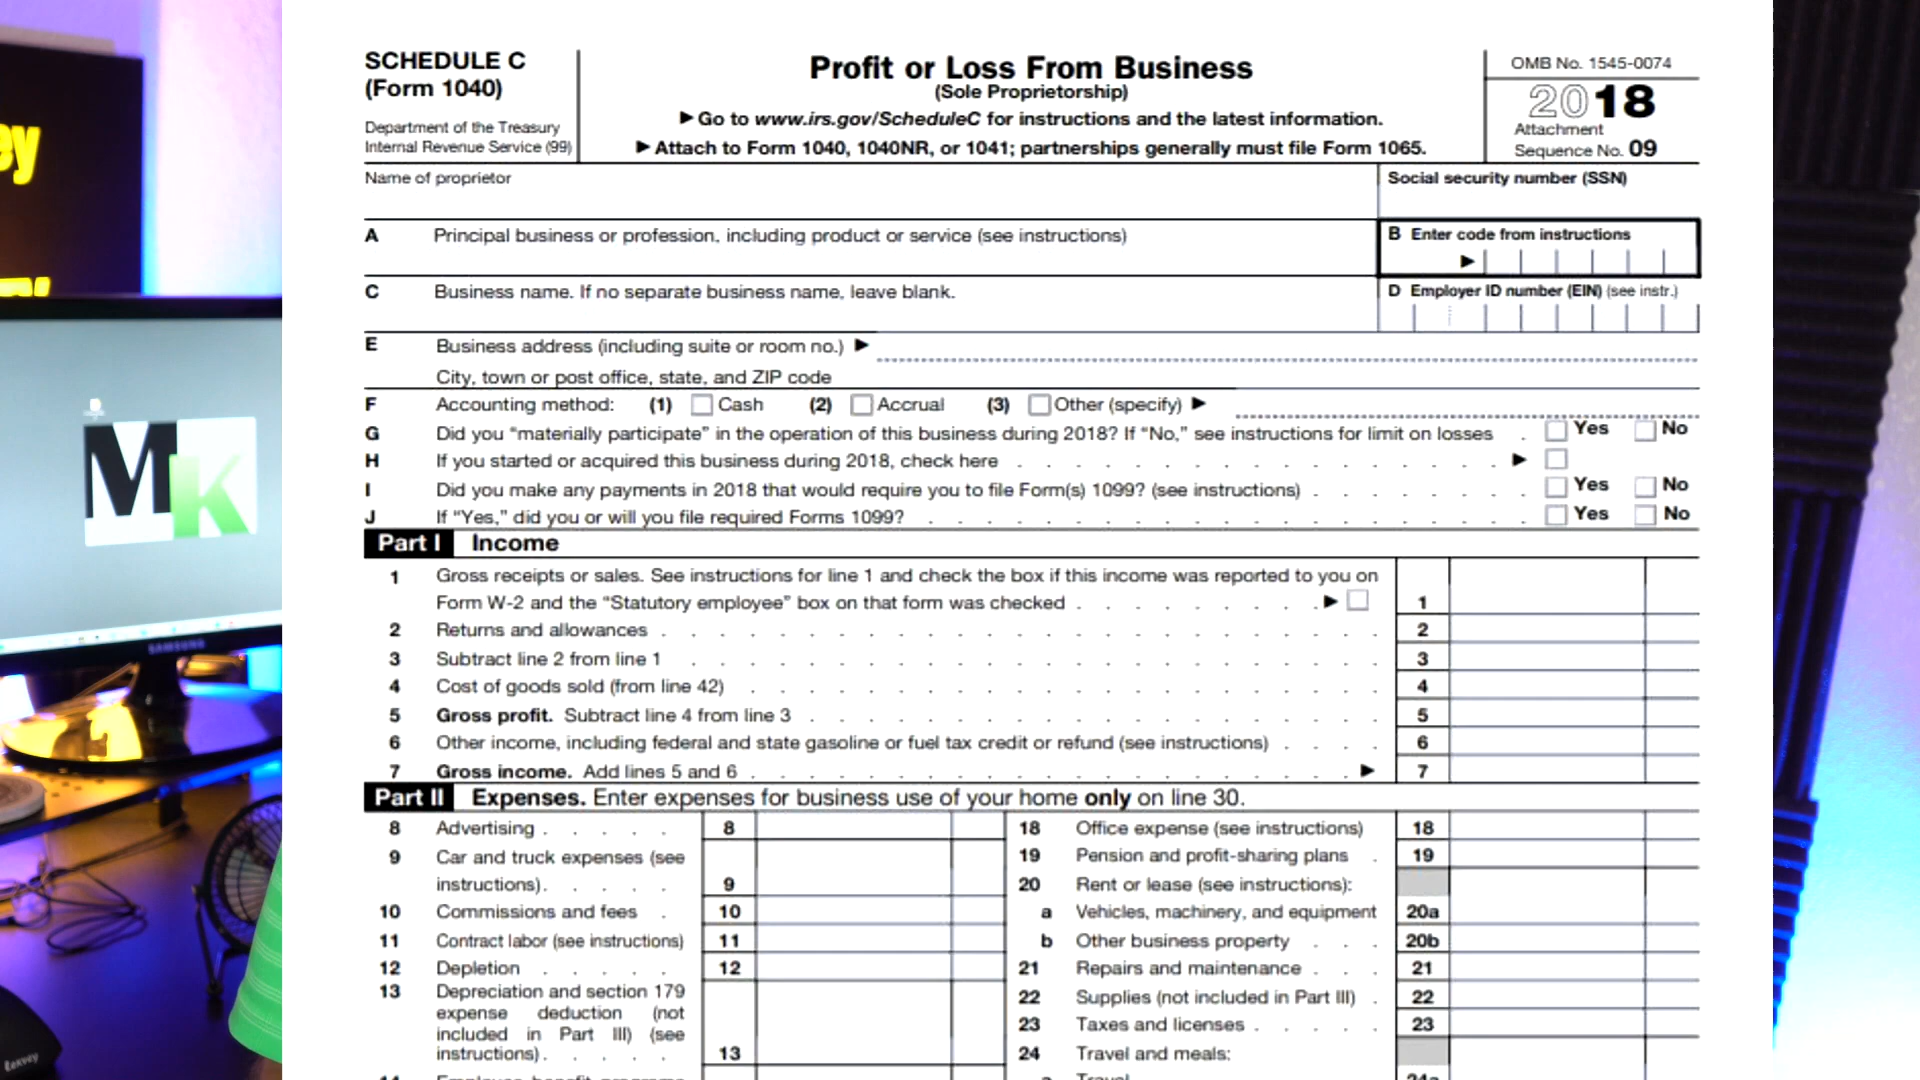 SCHEDULE C
(Form 1040)
Department of the Treasury
Internal Revenue Service (99)
Profit or Loss From Business
(Sole Proprietorship)
▶ Go to www.irs.gov/ScheduleC for instructions and the latest information.
▶ Attach to Form 1040, 1040NR, or 1041; partnerships generally must file Form 1065.
OMB No. 1545-0074
2018
Attachment
Sequence No. 09
Name of proprietor
Social security number (SSN)
A Principal business or profession, including product or service (see instructions)
B Enter code from instructions
▶
C Business name. If no separate business name, leave blank.
D Employer ID number (EIN) (see instr.)
E Business address (including suite or room no.) ▶
City, town or post office, state, and ZIP code
F Accounting method: (1) Cash (2) Accrual (3) Other (specify) ▶
G Did you “materially participate” in the operation of this business during 2018? If “No,” see instructions for limit on losses . Yes No
H If you started or acquired this business during 2018, check here ▶
I Did you make any payments in 2018 that would require you to file Form(s) 1099? (see instructions) Yes No
J If “Yes,” did you or will you file required Forms 1099? Yes No
Part I Income
1 Gross receipts or sales. See instructions for line 1 and check the box if this income was reported to you on
Form W-2 and the “Statutory employee” box on that form was checked ▶ 1
2 Returns and allowances 2
3 Subtract line 2 from line 1 3
4 Cost of goods sold (from line 42) 4
5 Gross profit. Subtract line 4 from line 3 5
6 Other income, including federal and state gasoline or fuel tax credit or refund (see instructions) 6
7 Gross income. Add lines 5 and 6 ▶ 7
Part II Expenses. Enter expenses for business use of your home only on line 30.
8 Advertising 8
9 Car and truck expenses (see
instructions). 9
10 Commissions and fees 10
11 Contract labor (see instructions) 11
12 Depletion 12
13 Depreciation and section 179
expense deduction (not
included in Part III) (see
instructions). 13
18 Office expense (see instructions) 18
19 Pension and profit-sharing plans 19
20 Rent or lease (see instructions):
a Vehicles, machinery, and equipment 20a
b Other business property 20b
21 Repairs and maintenance 21
22 Supplies (not included in Part III) 22
23 Taxes and licenses 23
24 Travel and meals:
a Travel 24a
ey
MK
SAMSUNG